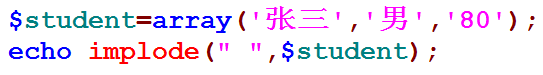 $student=array('张三','男','80');
echo implode(" ",$student);